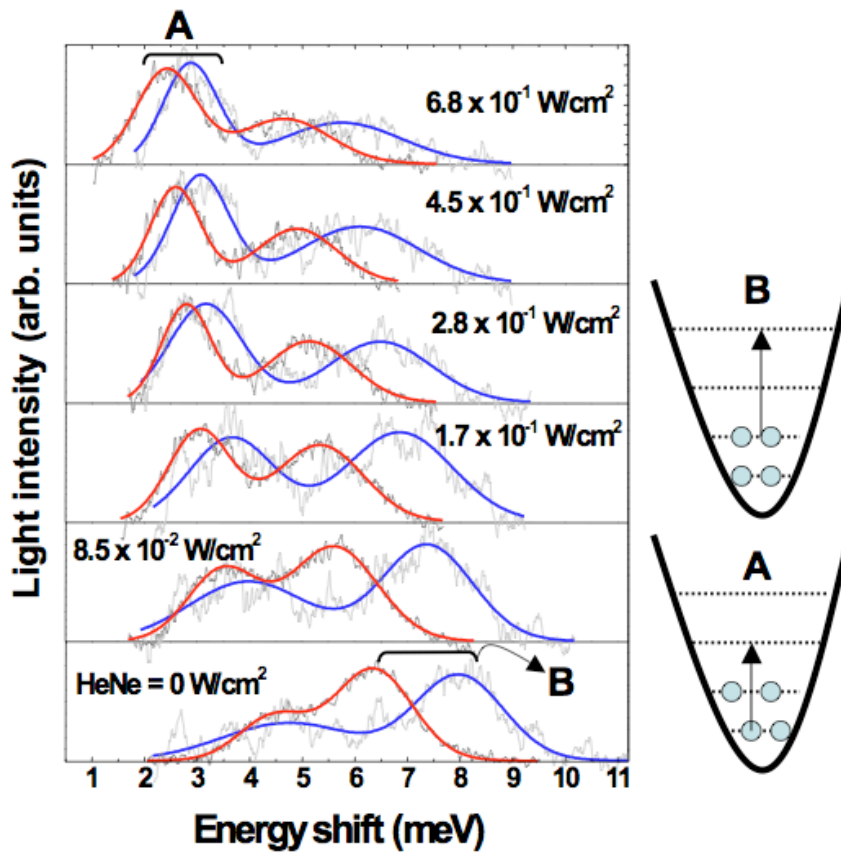 A
6.8 x 10⁻¹ W/cm²
4.5 x 10⁻¹ W/cm²
2.8 x 10⁻¹ W/cm²
1.7 x 10⁻¹ W/cm²
8.5 x 10⁻² W/cm²
HeNe = 0 W/cm²
B
1 2 3 4 5 6 7 8 9 10 11
Energy shift (meV)
Light intensity (arb. units)
B
A